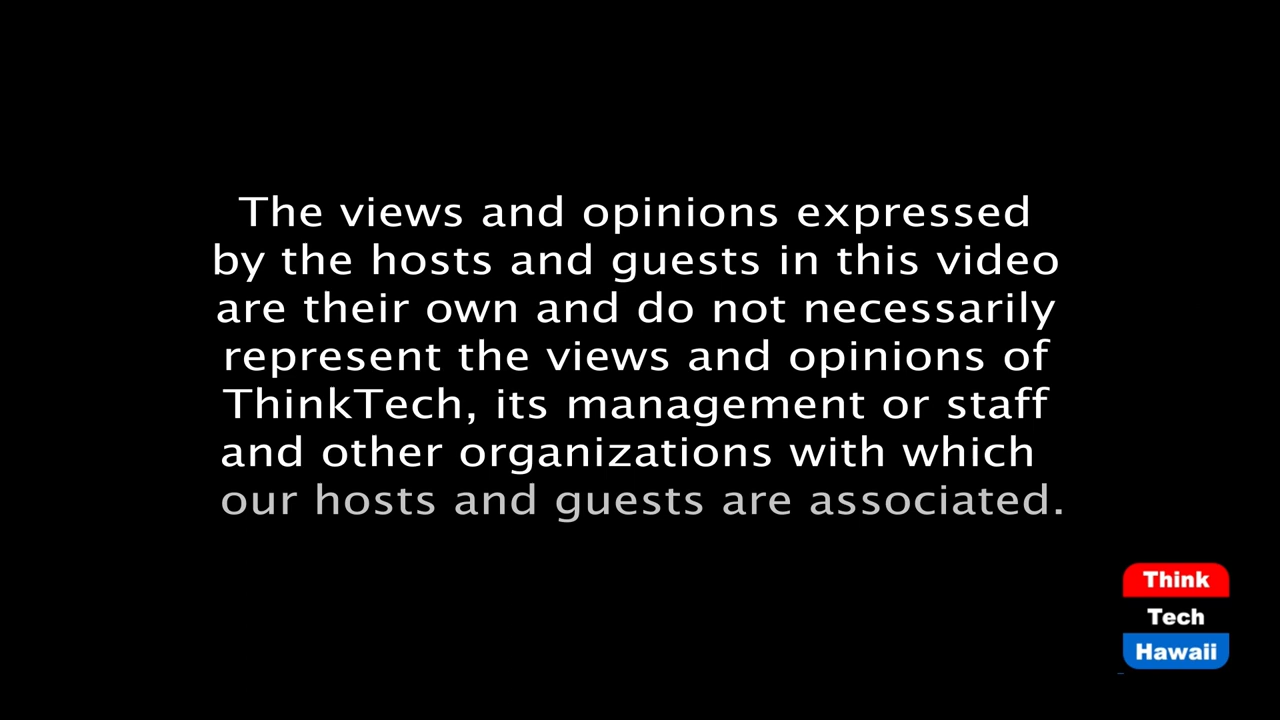 The views and opinions expressed
by the hosts and guests in this video
are their own and do not necessarily
represent the views and opinions of
ThinkTech, its management or staff
and other organizations with which
our hosts and guests are associated.
Think
Tech
Hawaii